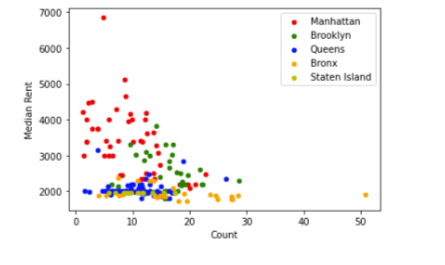 7000
6000
5000
4000
3000
2000
Median Rent
Manhattan
Brooklyn
Queens
Bronx
Staten Island
0 10 20 30 40 50
Count